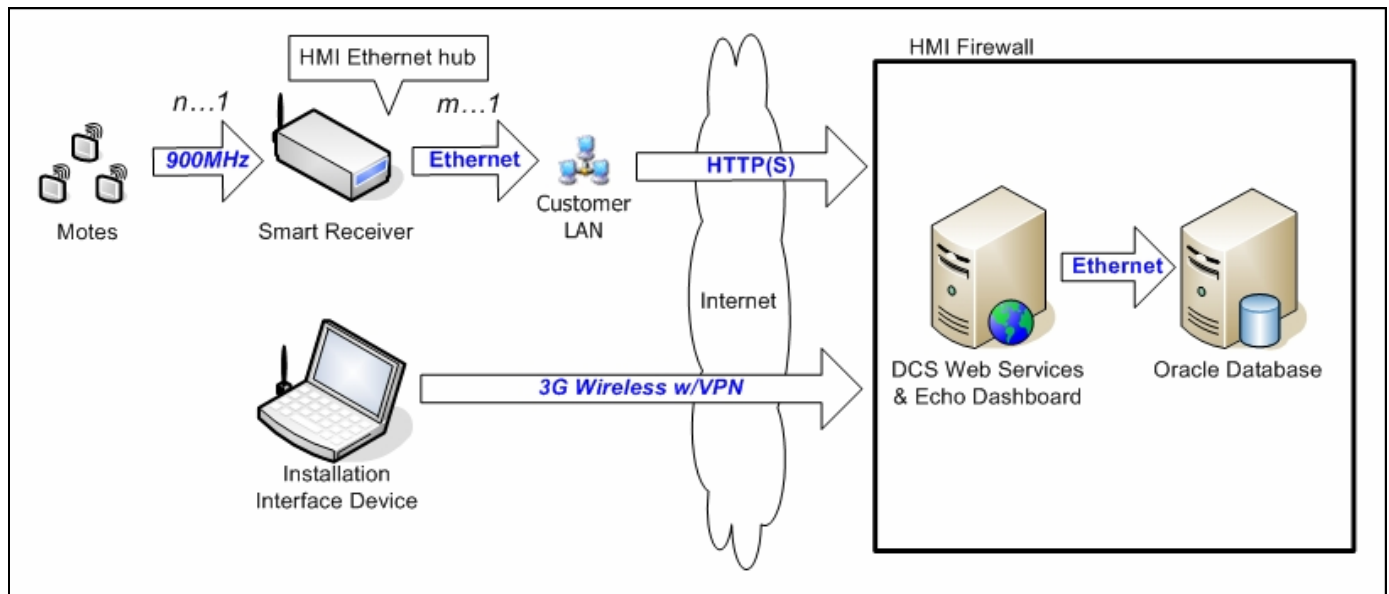 HMI Firewall
HMI Ethernet hub
n...1
m...1
900MHz
Ethernet
HTTP(S)
Motes
Smart Receiver
Customer
LAN
Internet
Ethernet
DCS Web Services
& Echo Dashboard
Oracle Database
3G Wireless w/VPN
Installation
Interface Device